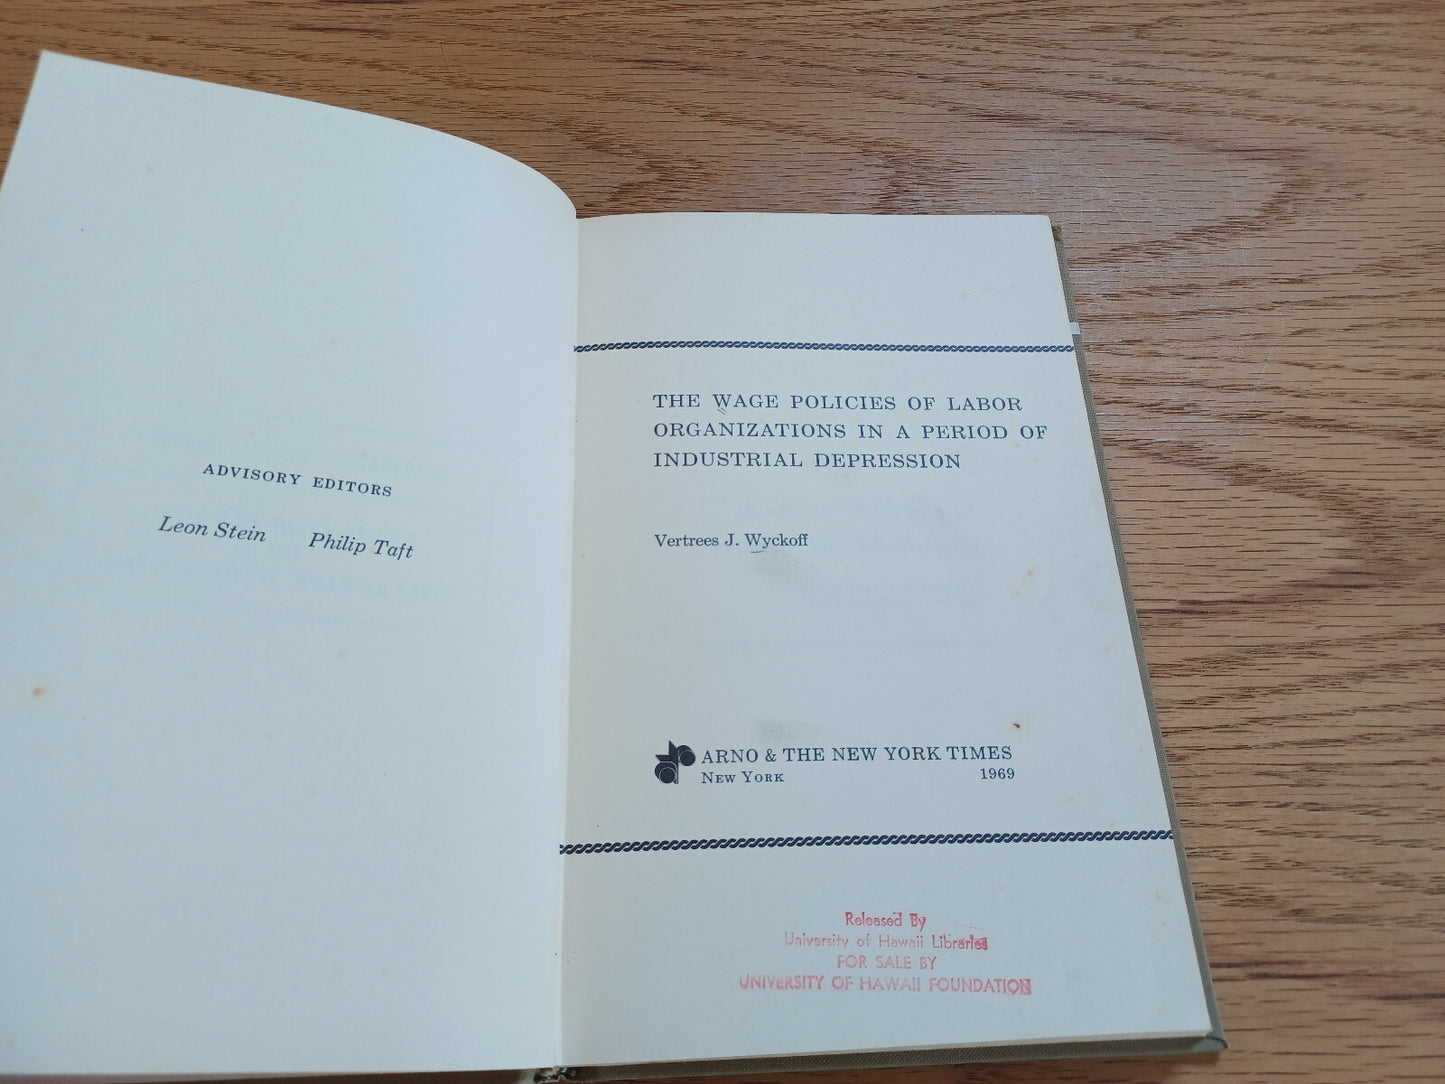 ADVISORY EDITORS
Leon Stein Philip Taft
THE WAGE POLICIES OF LABOR
ORGANIZATIONS IN A PERIOD OF
INDUSTRIAL DEPRESSION
Vertrees J. Wyckoff
ARNO & THE NEW YORK TIMES
NEW YORK 1969
Released By
University of Hawaii Libraries
FOR SALE BY
UNIVERSITY OF HAWAII FOUNDATION